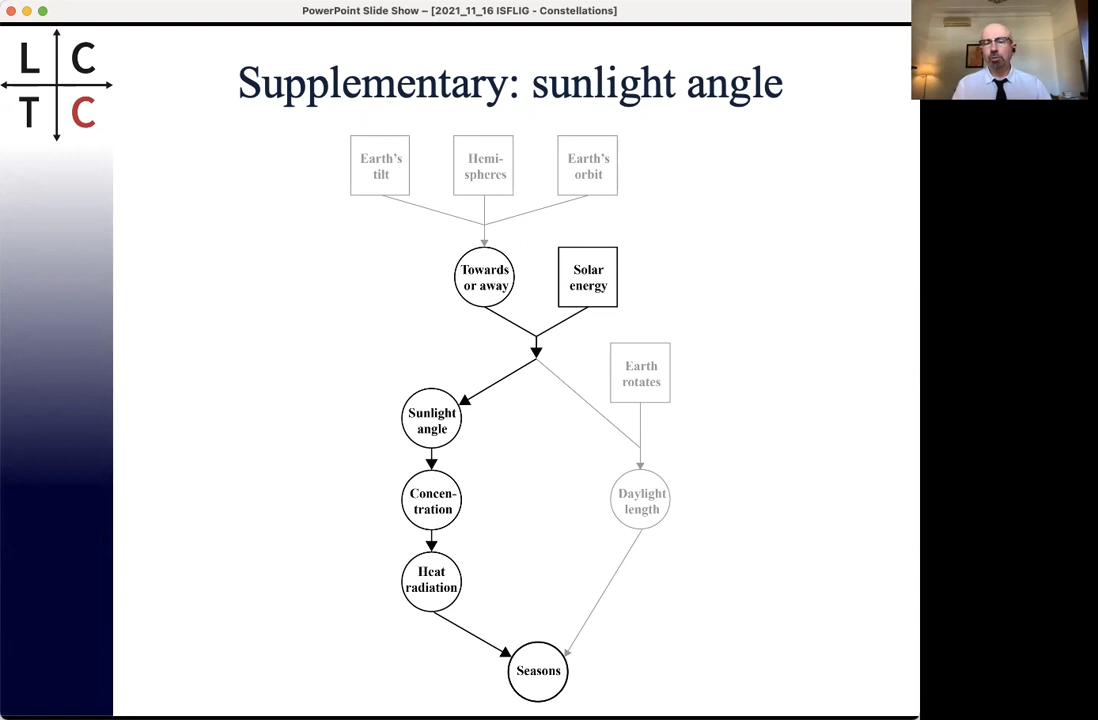 PowerPoint Slide Show – [2021_11_16 ISFLIG - Constellations]
L C
T C
Supplementary: sunlight angle
Earth's
tilt
Hemi-
spheres
Earth's
orbit
Towards
or away
Solar
energy
Earth
rotates
Sunlight
angle
Concen-
tration
Daylight
length
Heat
radiation
Seasons